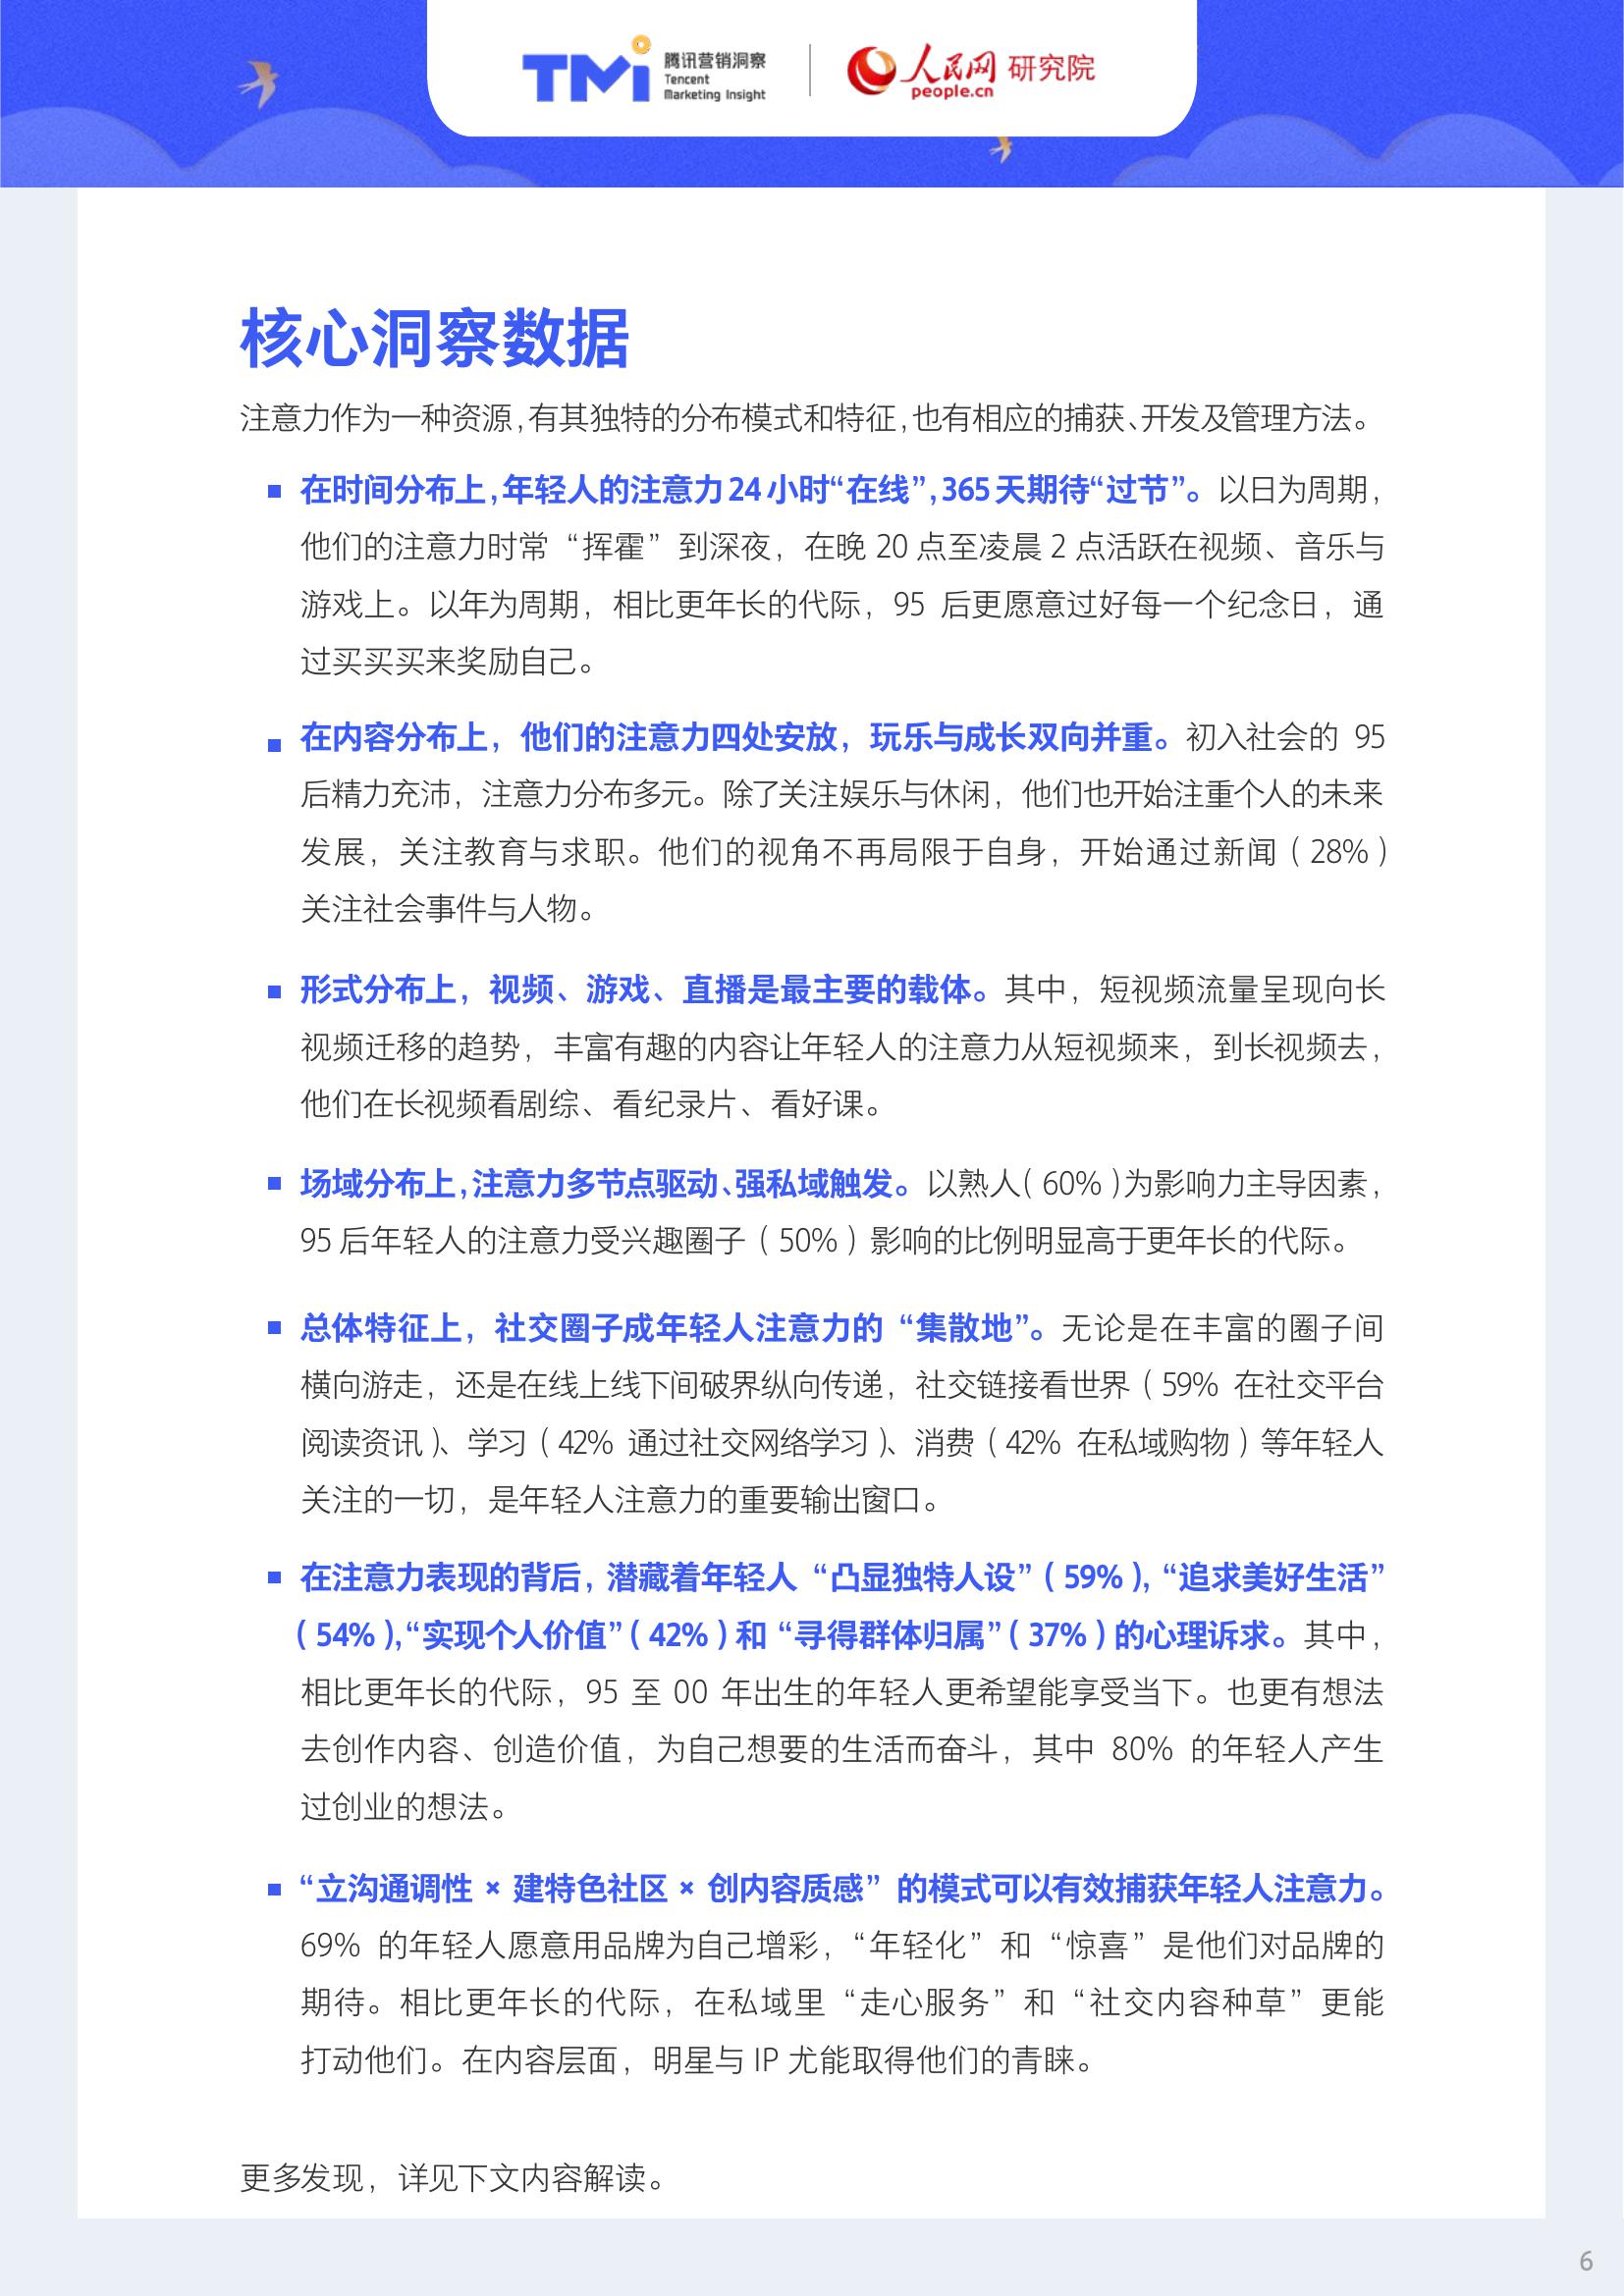 TMi 腾讯营销洞察
Tencent
Marketing Insight
人民网 研究院
people.cn
核心洞察数据
注意力作为一种资源，有其独特的分布模式和特征，也有相应的捕获、开发及管理方法。
■ 在时间分布上，年轻人的注意力24小时“在线”，365天期待“过节”。以日为周期，
他们的注意力时常“挥霍”到深夜，在晚 20 点至凌晨 2 点活跃在视频、音乐与
游戏上。以年为周期，相比更年长的代际，95 后更愿意过好每一个纪念日，通
过买买买来奖励自己。
■ 在内容分布上，他们的注意力四处安放，玩乐与成长双向并重。初入社会的 95
后精力充沛，注意力分布多元。除了关注娱乐与休闲，他们也开始注重个人的未来
发展，关注教育与求职。他们的视角不再局限于自身，开始通过新闻（28%）
关注社会事件与人物。
■ 形式分布上，视频、游戏、直播是最主要的载体。其中，短视频流量呈现向长
视频迁移的趋势，丰富有趣的内容让年轻人的注意力从短视频来，到长视频去，
他们在长视频看剧综、看纪录片、看好课。
■ 场域分布上，注意力多节点驱动、强私域触发。以熟人（60%）为影响力主导因素，
95 后年轻人的注意力受兴趣圈子（50%）影响的比例明显高于更年长的代际。
■ 总体特征上，社交圈子成年轻人注意力的“集散地”。无论是在丰富的圈子间
横向游走，还是在线上线下间破界纵向传递，社交链接看世界（59% 在社交平台
阅读资讯）、学习（42% 通过社交网络学习）、消费（42% 在私域购物）等年轻人
关注的一切，是年轻人注意力的重要输出窗口。
■ 在注意力表现的背后，潜藏着年轻人“凸显独特人设”（59%），“追求美好生活”
（54%），“实现个人价值”（42%）和“寻得群体归属”（37%）的心理诉求。其中，
相比更年长的代际，95 至 00 年出生的年轻人更希望能享受当下。也更有想法
去创作内容、创造价值，为自己想要的生活而奋斗，其中 80% 的年轻人产生
过创业的想法。
■ “立沟通调性 × 建特色社区 × 创内容质感”的模式可以有效捕获年轻人注意力。
69% 的年轻人愿意用品牌为自己增彩，“年轻化”和“惊喜”是他们对品牌的
期待。相比更年长的代际，在私域里“走心服务”和“社交内容种草”更能
打动他们。在内容层面，明星与 IP 尤能取得他们的青睐。
更多发现，详见下文内容解读。
6